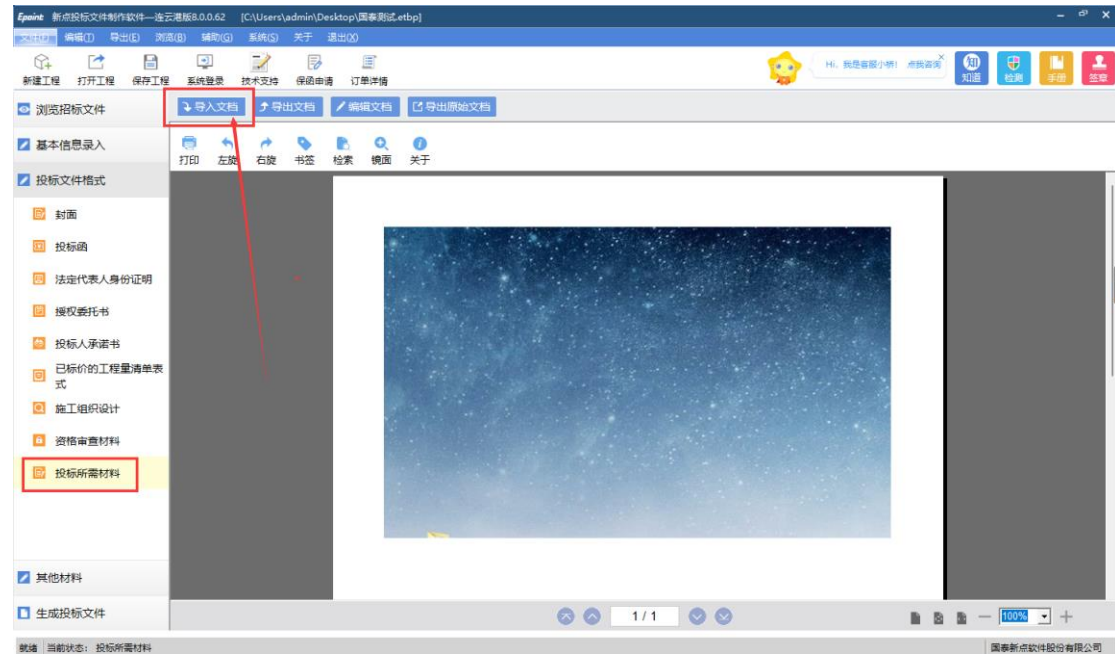 Epoint 新点投标文件制作软件—连云港版8.0.0.62 [C:\Users\admin\Desktop\国泰测试.etbp]
文件(F) 编辑(T) 导出(E) 浏览(B) 辅助(G) 系统(S) 关于 退出(X)
新建工程 打开工程 保存工程 系统登录 技术支持 保函申请 订单详情
Hi，我是客服小新！点我咨询
知 知道 检测 手册 签章
浏览招标文件
导入文档 导出文档 编辑文档 导出原始文档
基本信息录入
打印 左旋 右旋 书签 检索 镜面 关于
投标文件格式
封面
投标函
法定代表人身份证明
授权委托书
投标人承诺书
已标价的工程量清单表
式
施工组织设计
资格审查材料
投标所需材料
其他材料
生成投标文件
1 / 1
100%
就绪 当前状态： 投标所需材料
国泰新点软件股份有限公司